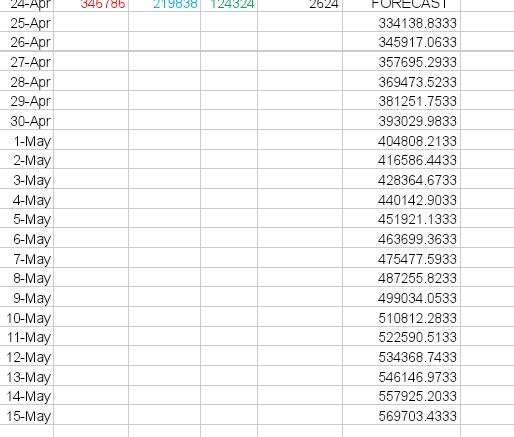 24-Apr 346786 219838 124324 2624 FORECAST
25-Apr 334138.8333
26-Apr 345917.0633
27-Apr 357695.2933
28-Apr 369473.5233
29-Apr 381251.7533
30-Apr 393029.9833
1-May 404808.2133
2-May 416586.4433
3-May 428364.6733
4-May 440142.9033
5-May 451921.1333
6-May 463699.3633
7-May 475477.5933
8-May 487255.8233
9-May 499034.0533
10-May 510812.2833
11-May 522590.5133
12-May 534368.7433
13-May 546146.9733
14-May 557925.2033
15-May 569703.4333